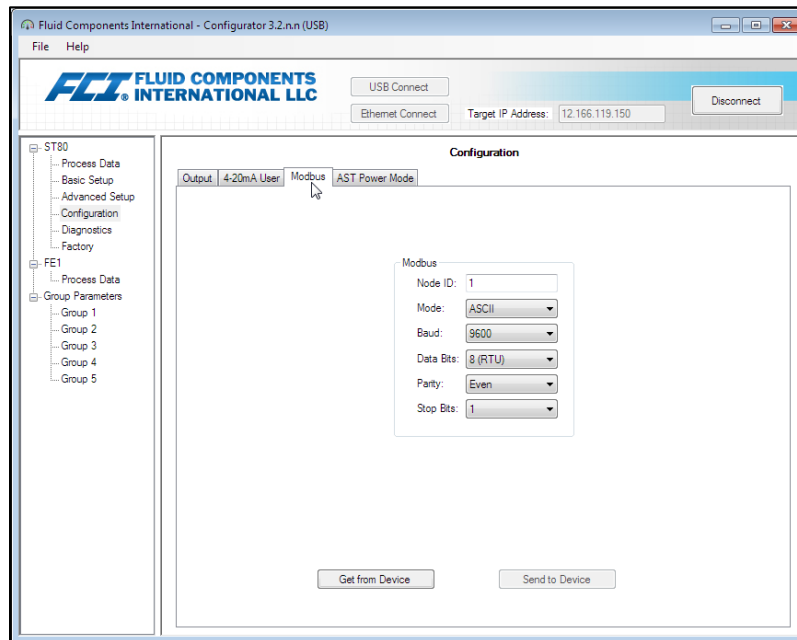 Fluid Components International - Configurator 3.2.n.n (USB)
File Help
FCI® FLUID COMPONENTS
INTERNATIONAL LLC
USB Connect
Ethernet Connect Target IP Address: 12.166.119.150
Disconnect
ST80
Process Data
Basic Setup
Advanced Setup
Configuration
Diagnostics
Factory
FE1
Process Data
Group Parameters
Group 1
Group 2
Group 3
Group 4
Group 5
Configuration
Output 4-20mA User Modbus AST Power Mode
Modbus
Node ID: 1
Mode: ASCII
Baud: 9600
Data Bits: 8 (RTU)
Parity: Even
Stop Bits: 1
Get from Device Send to Device